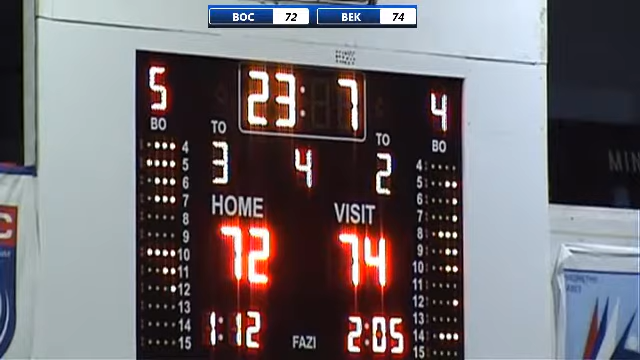 BOC 72 BEK 74
5 23:7 4
BO TO TO BO
3 4 2
4 4
5 5
6 6
7 7
HOME VISIT
8 8
9 9
72 74
10 10
11 11
12 12
13 13
14 14
1:12 FAZI 2:05
15 15
MIN